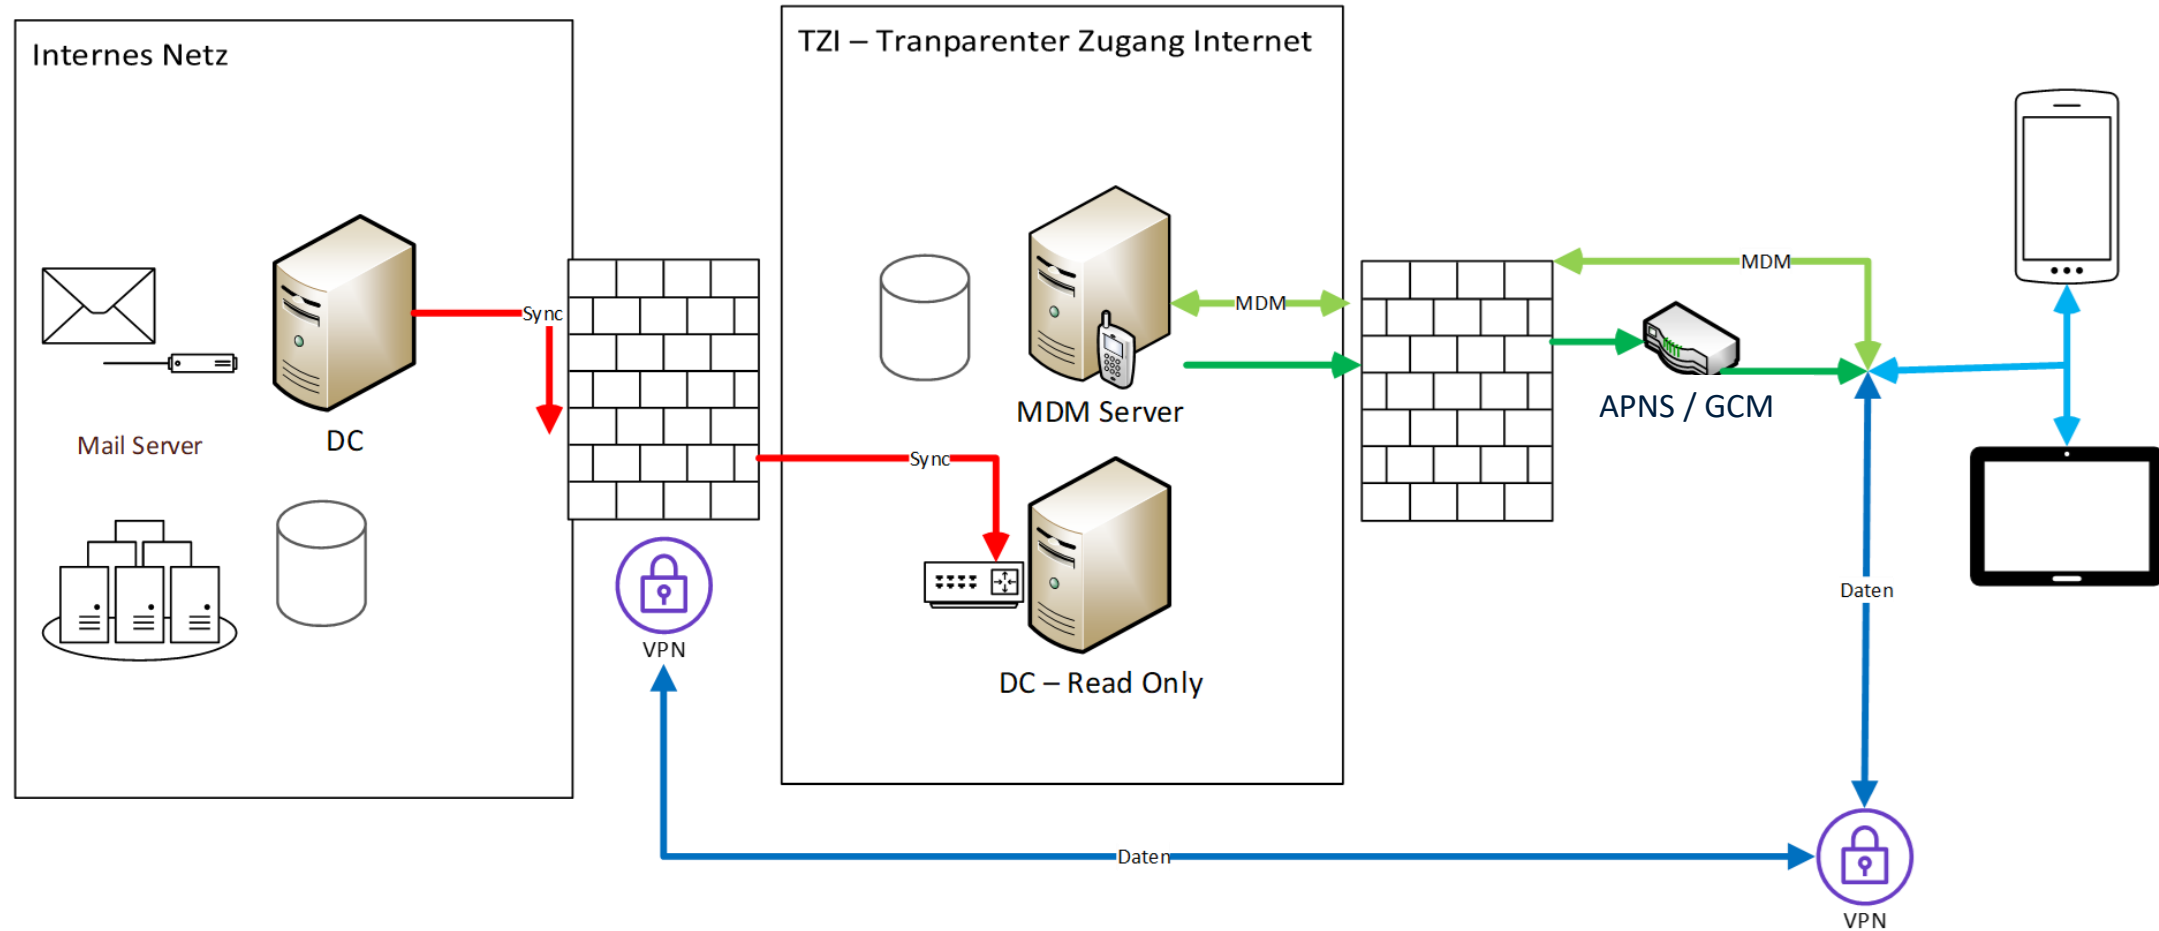 Internes Netz
TZI – Tranparenter Zugang Internet
Sync
MDM
MDM
APNS / GCM
MDM Server
DC
Mail Server
Sync
Daten
VPN
DC – Read Only
Daten
VPN